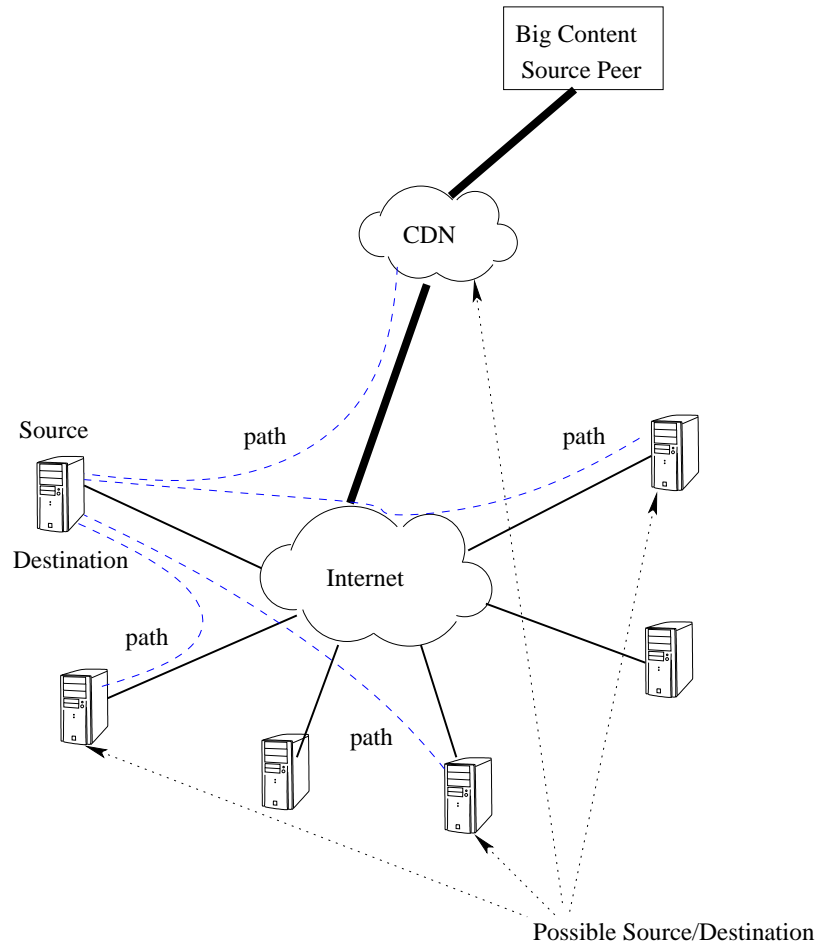 Big Content
Source Peer
CDN
path
Source
path
Destination
Internet
path
path
Possible Source/Destination